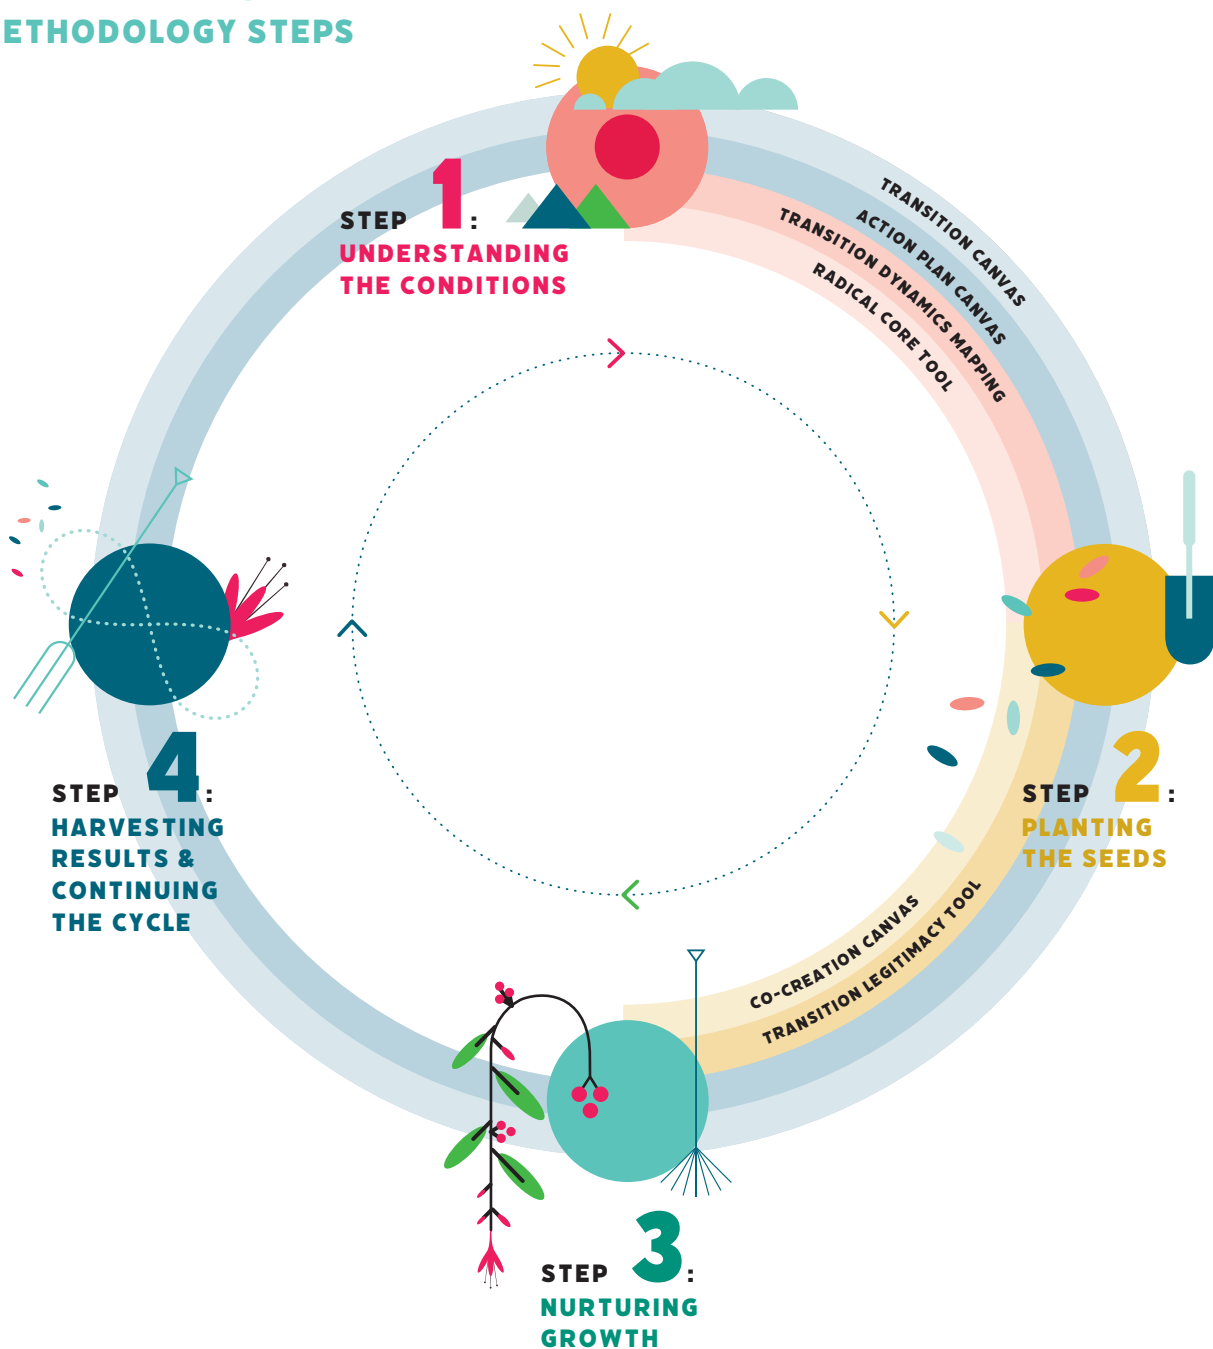 ETHODOLOGY STEPS
STEP 1:
UNDERSTANDING
THE CONDITIONS
TRANSITION CANVAS
ACTION PLAN CANVAS
TRANSITION DYNAMICS MAPPING
RADICAL CORE TOOL
STEP 2:
PLANTING
THE SEEDS
CO-CREATION CANVAS
TRANSITION LEGITIMACY TOOL
STEP 3:
NURTURING
GROWTH
STEP 4:
HARVESTING
RESULTS &
CONTINUING
THE CYCLE